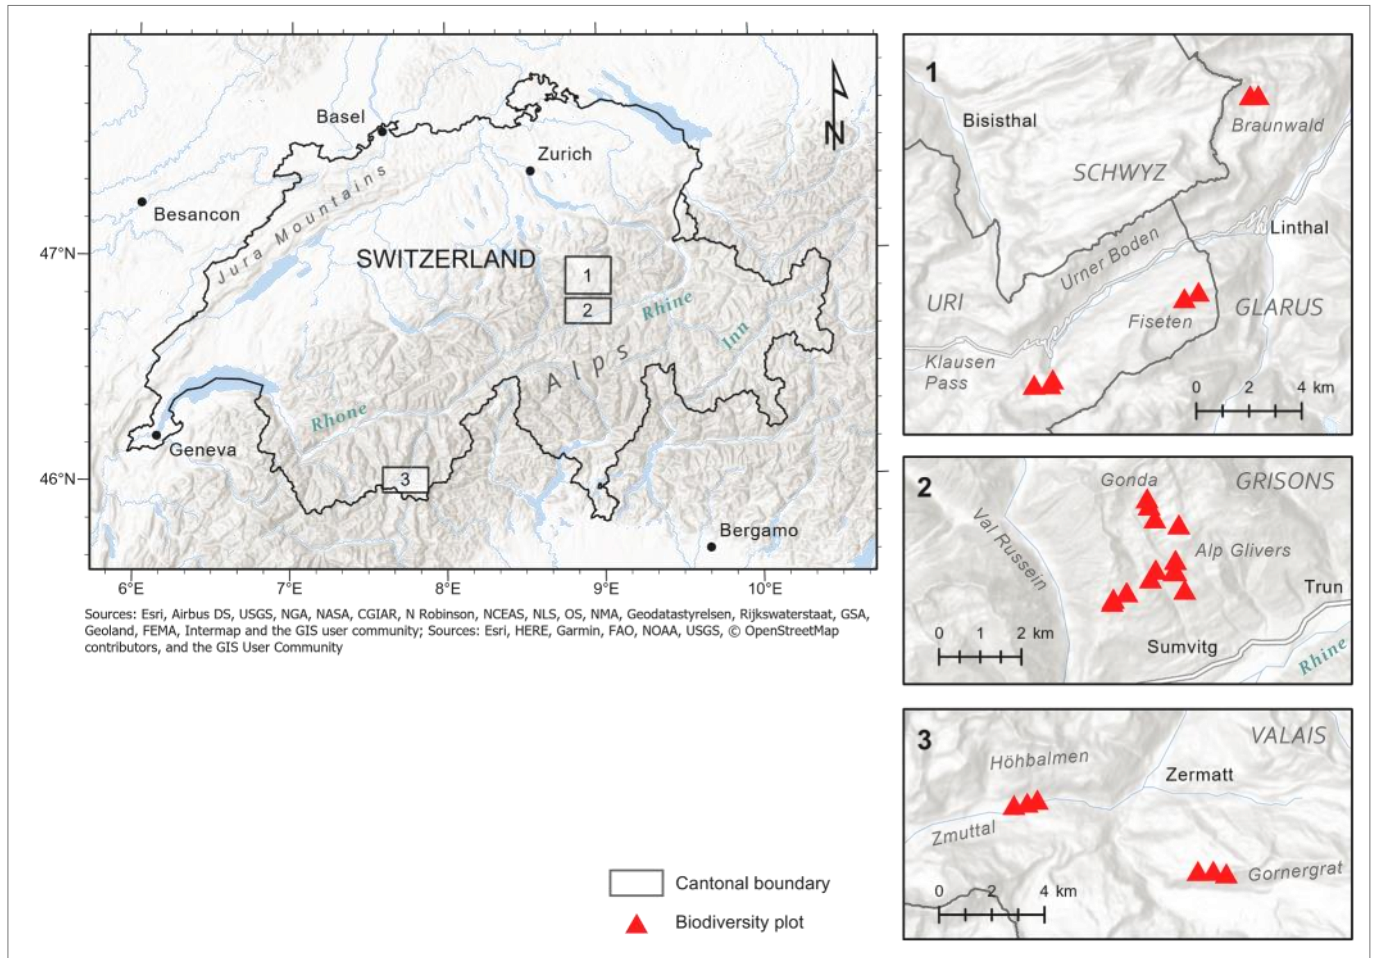 Basel
Zurich
Besancon
Jura Mountains
47°N
SWITZERLAND
1
2
Rhine
Inn
Alps
Rhone
Geneva
46°N
3
Bergamo
N
6°E
7°E
8°E
9°E
10°E
Sources: Esri, Airbus DS, USGS, NGA, NASA, CGIAR, N Robinson, NCEAS, NLS, OS, NMA, Geodatastyrelsen, Rijkswaterstaat, GSA,
Geoland, FEMA, Intermap and the GIS user community; Sources: Esri, HERE, Garmin, FAO, NOAA, USGS, © OpenStreetMap
contributors, and the GIS User Community
1
Bisisthal
Braunwald
SCHWYZ
Linthal
Urner Boden
URI
GLARUS
Fiseten
Klausen
Pass
0 2 4 km
2
Gonda
GRISONS
Val Russein
Alp Glivers
Trun
0 1 2 km
Sumvitg
Rhine
3
VALAIS
Höhbalmen
Zermatt
Zmuttal
Gornergrat
0 2 4 km
Cantonal boundary
Biodiversity plot